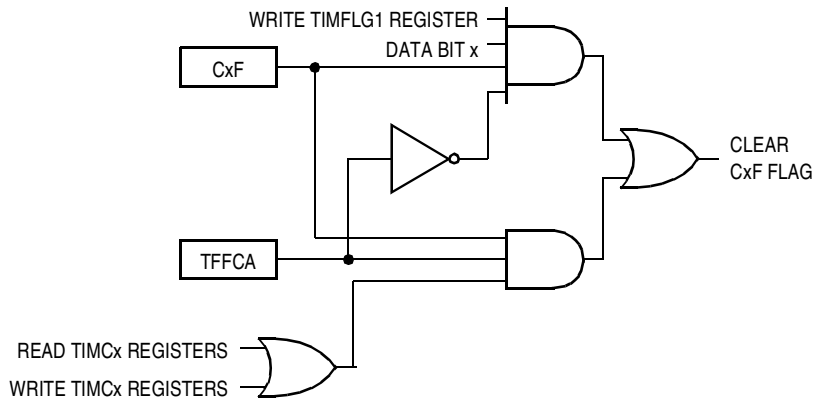 WRITE TIMFLG1 REGISTER
DATA BIT x
CxF
CLEAR
CxF FLAG
TFFCA
READ TIMCx REGISTERS
WRITE TIMCx REGISTERS